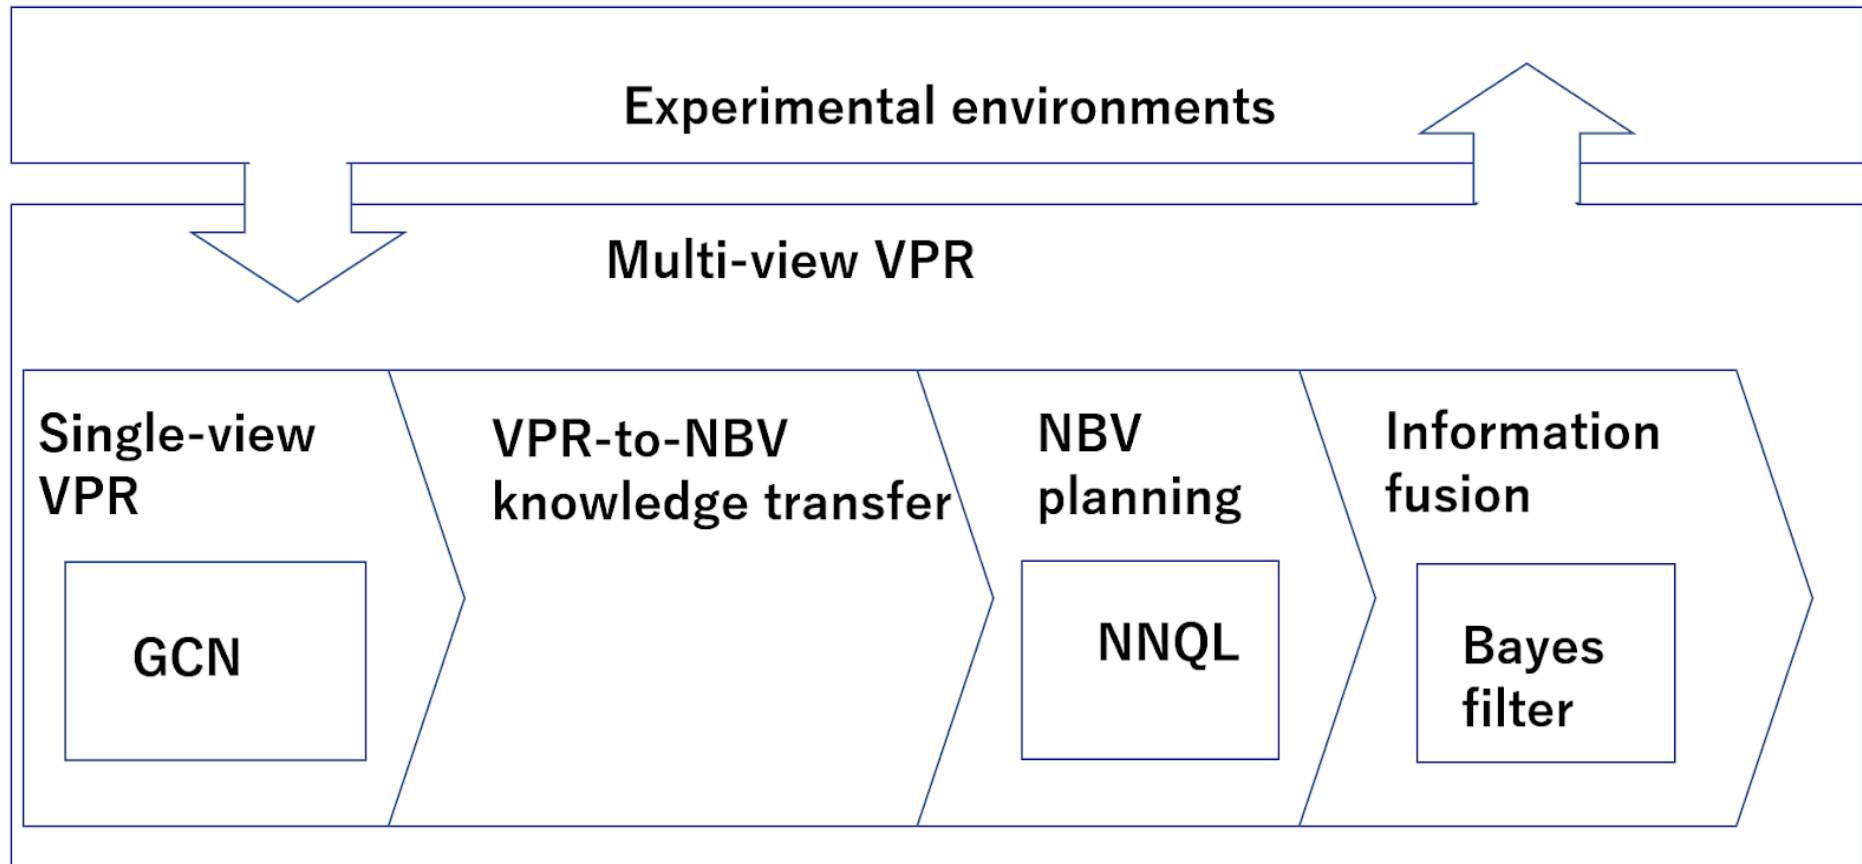 Experimental environments
Multi-view VPR
Single-view
VPR
GCN
VPR-to-NBV
knowledge transfer
NBV
planning
NNQL
Information
fusion
Bayes
filter